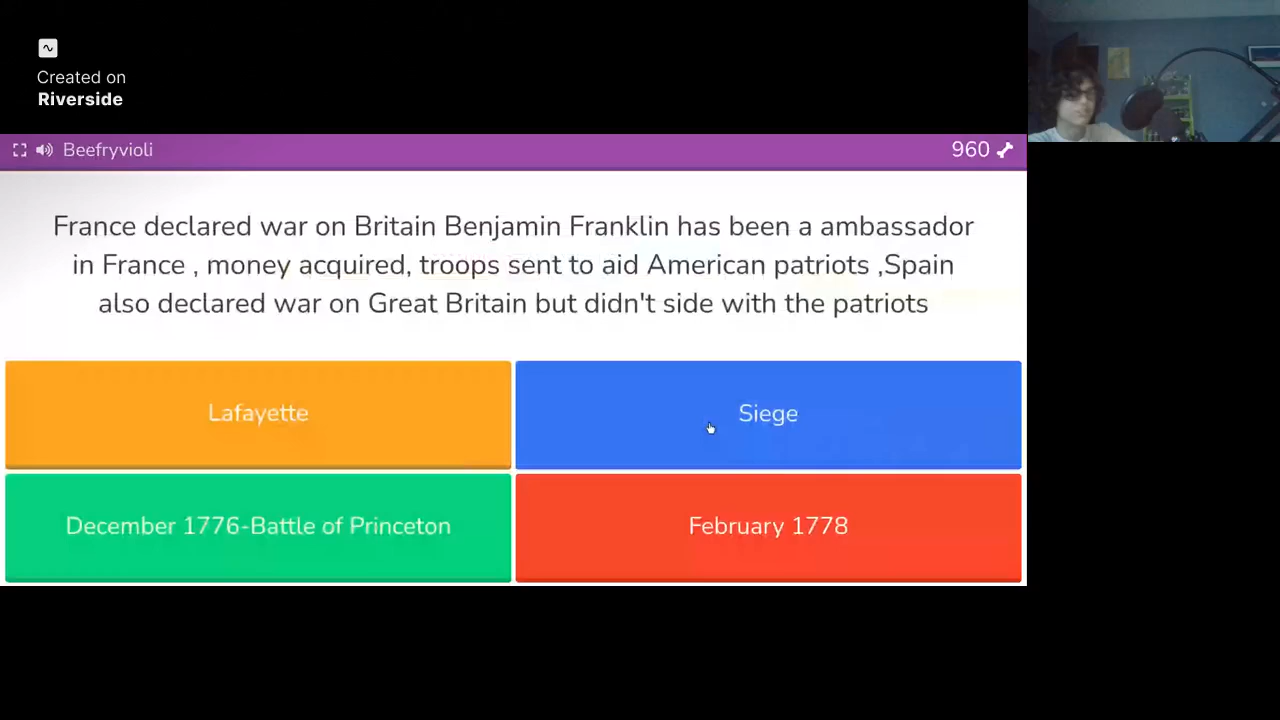 Created on
Riverside
Beefryvioli
960
France declared war on Britain Benjamin Franklin has been a ambassador
in France , money acquired, troops sent to aid American patriots ,Spain
also declared war on Great Britain but didn't side with the patriots
Lafayette
Siege
December 1776-Battle of Princeton
February 1778